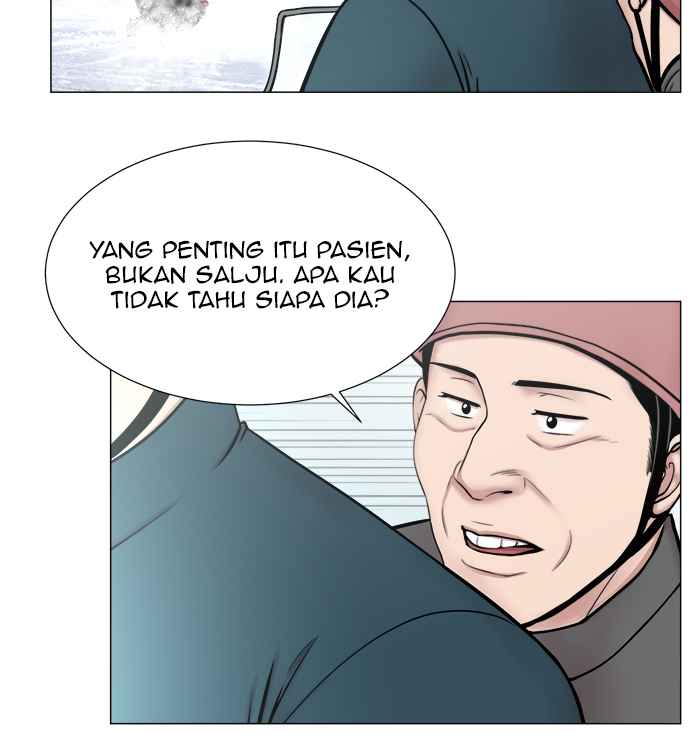 YANG PENTING ITU PASIEN,
BUKAN SALJU. APA KAU
TIDAK TAHU SIAPA DIA?